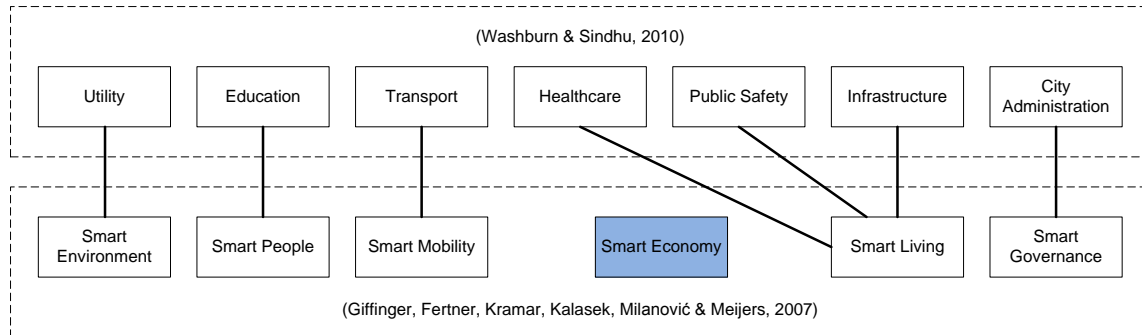 (Washburn & Sindhu, 2010)
Utility
Education
Transport
Healthcare
Public Safety
Infrastructure
City
Administration
Smart
Environment
Smart People
Smart Mobility
Smart Economy
Smart Living
Smart
Governance
(Giffinger, Fertner, Kramar, Kalasek, Milanović & Meijers, 2007)